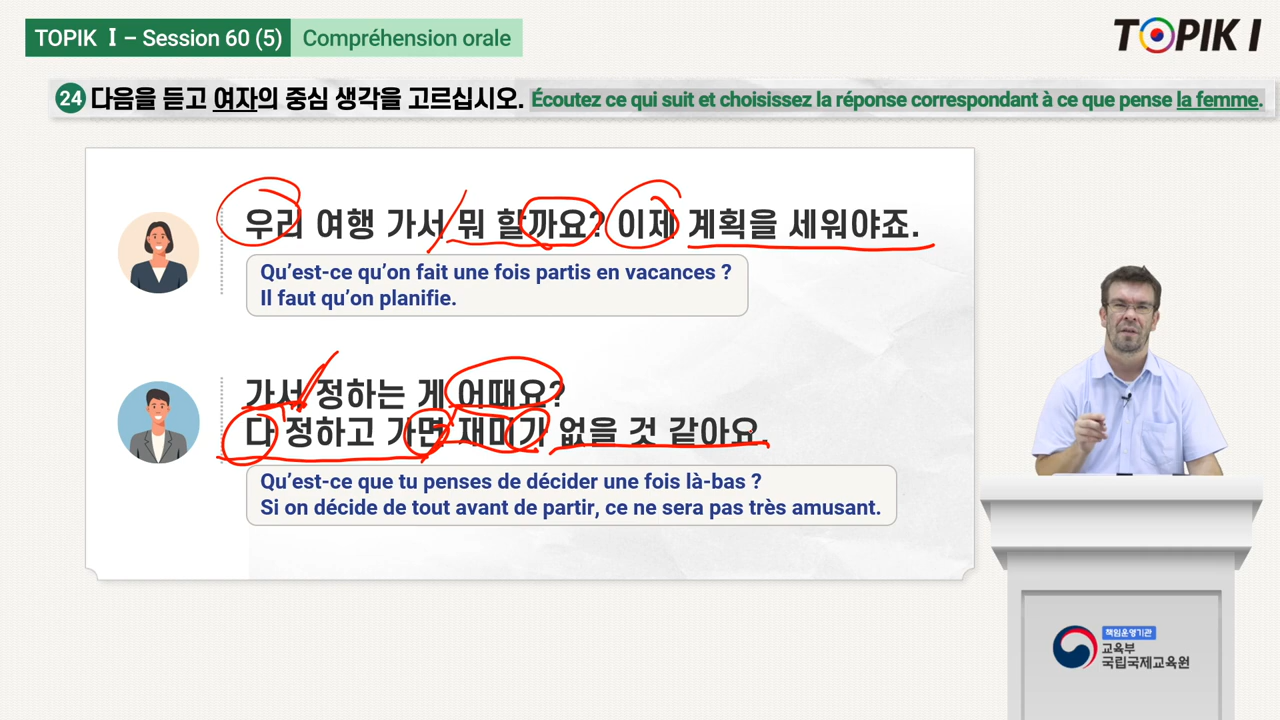 TOPIK Ⅰ – Session 60 (5) Compréhension orale
TOPIK I
24 다음을 듣고 여자의 중심 생각을 고르십시오. Écoutez ce qui suit et choisissez la réponse correspondant à ce que pense la femme.
우리 여행 가서 뭐 할까요? 이제 계획을 세워야죠.
Qu'est-ce qu'on fait une fois partis en vacances ?
Il faut qu'on planifie.
가서 정하는 게 어때요?
다 정하고 가면 재미가 없을 것 같아요.
Qu'est-ce que tu penses de décider une fois là-bas ?
Si on décide de tout avant de partir, ce ne sera pas très amusant.
책임운영기관
교육부
국립국제교육원